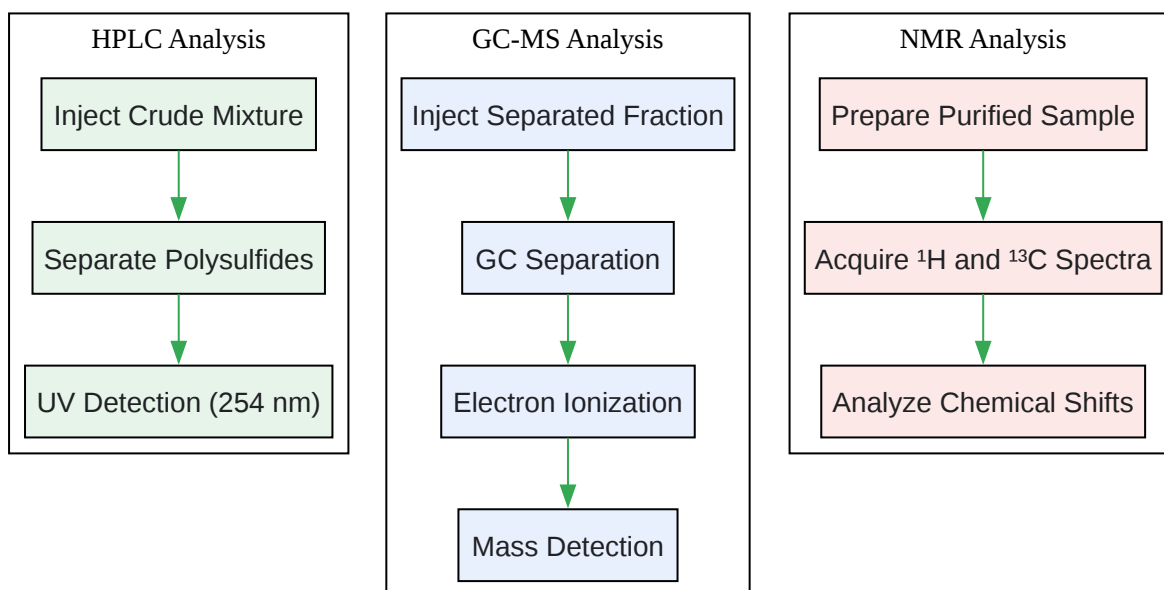 HPLC Analysis
Inject Crude Mixture
Separate Polysulfides
UV Detection (254 nm)
GC-MS Analysis
Inject Separated Fraction
GC Separation
Electron Ionization
Mass Detection
NMR Analysis
Prepare Purified Sample
Acquire ¹H and ¹³C Spectra
Analyze Chemical Shifts